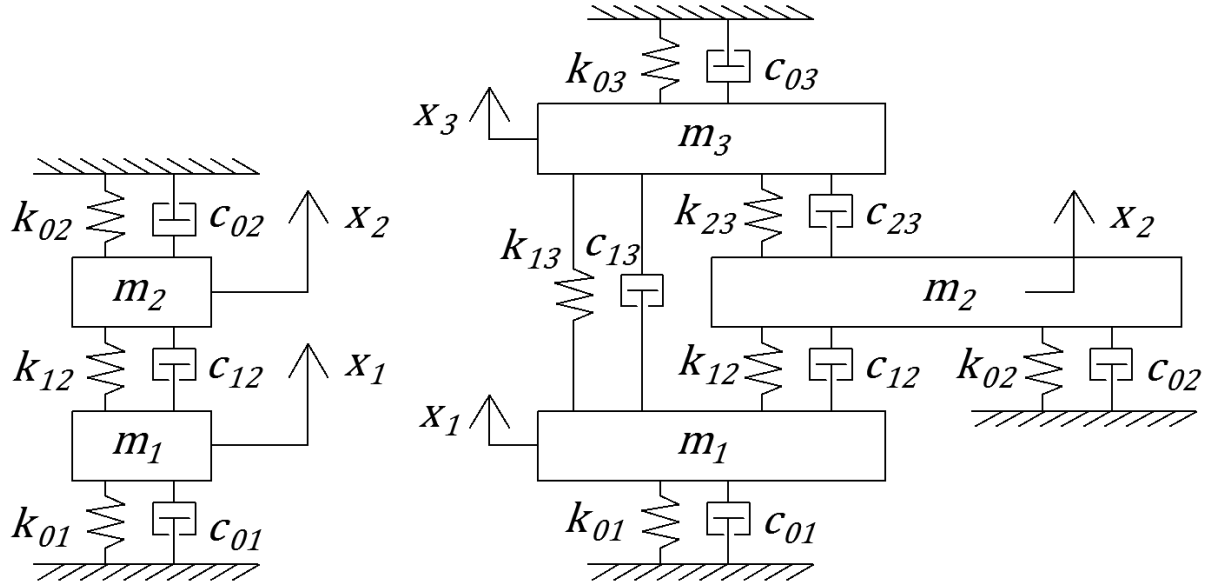 k03 c03
x3 m3
k02 c02 x2
k13 c13 k23 c23 x2
m2
m2
k12 c12 x1
k12 c12 k02 c02
x1 m1
m1
k01 c01
k01 c01